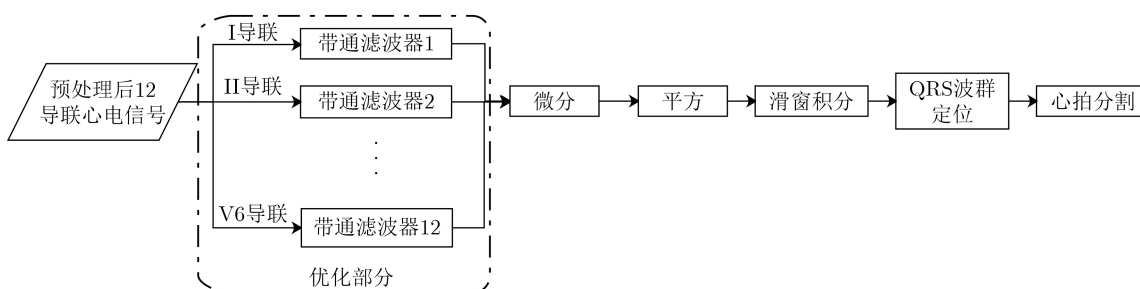 I导联
带通滤波器1
预处理后12
导联心电信号
II导联
带通滤波器2
微分
平方
滑窗积分
QRS波群
定位
心拍分割
V6导联
带通滤波器12
优化部分